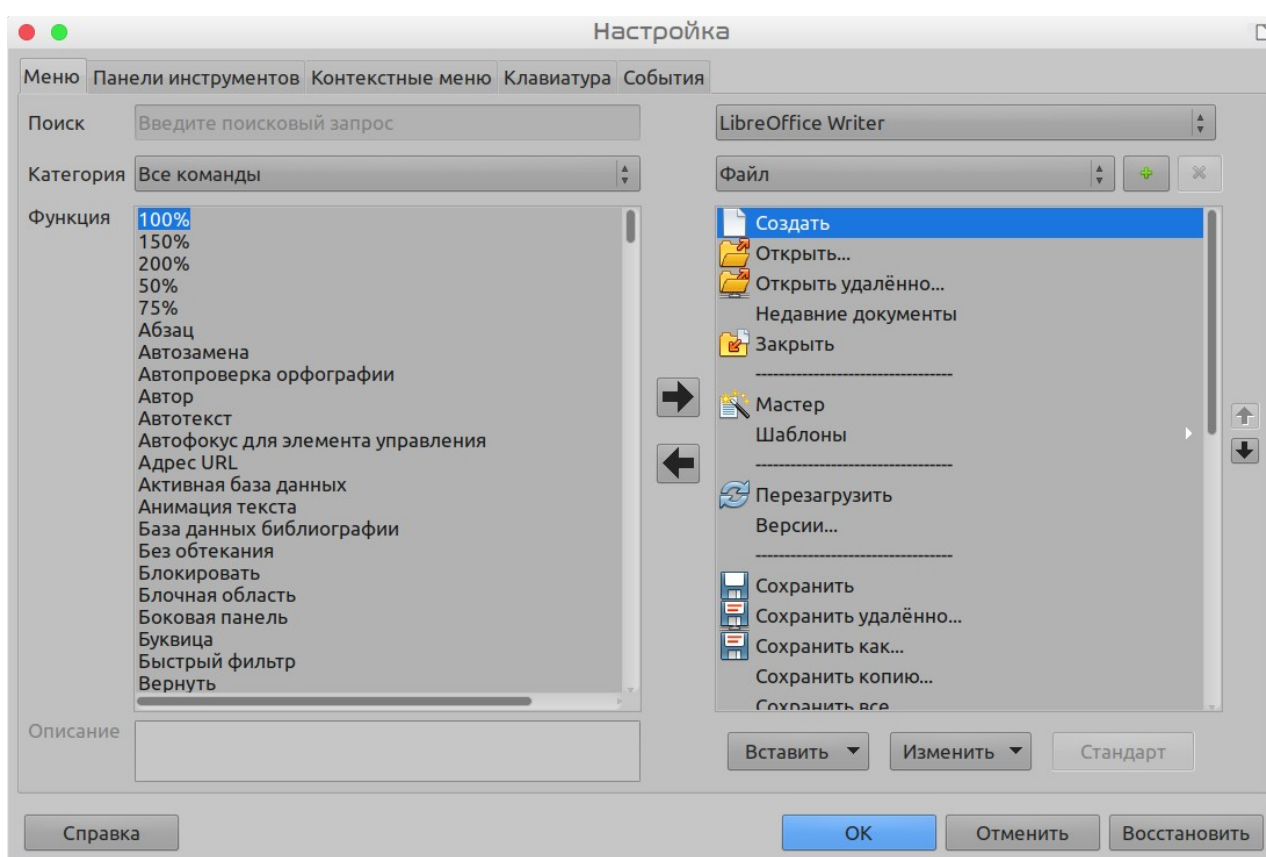 Настройка
Меню Панели инструментов Контекстные меню Клавиатура События
Поиск Введите поисковый запрос
LibreOffice Writer
Категория Все команды
Файл
Функция
100%
150%
200%
50%
75%
Абзац
Автозамена
Автопроверка орфографии
Автор
Автотекст
Автофокус для элемента управления
Адрес URL
Активная база данных
Анимация текста
База данных библиографии
Без обтекания
Блокировать
Блочная область
Боковая панель
Буквица
Быстрый фильтр
Вернуть
Создать
Открыть...
Открыть удалённо...
Недавние документы
Закрыть
----------------------------------
Мастер
Шаблоны
----------------------------------
Перезагрузить
Версии...
----------------------------------
Сохранить
Сохранить удалённо...
Сохранить как...
Сохранить копию...
Сохранить все
Описание
Вставить Изменить Стандарт
Справка OK Отменить Восстановить